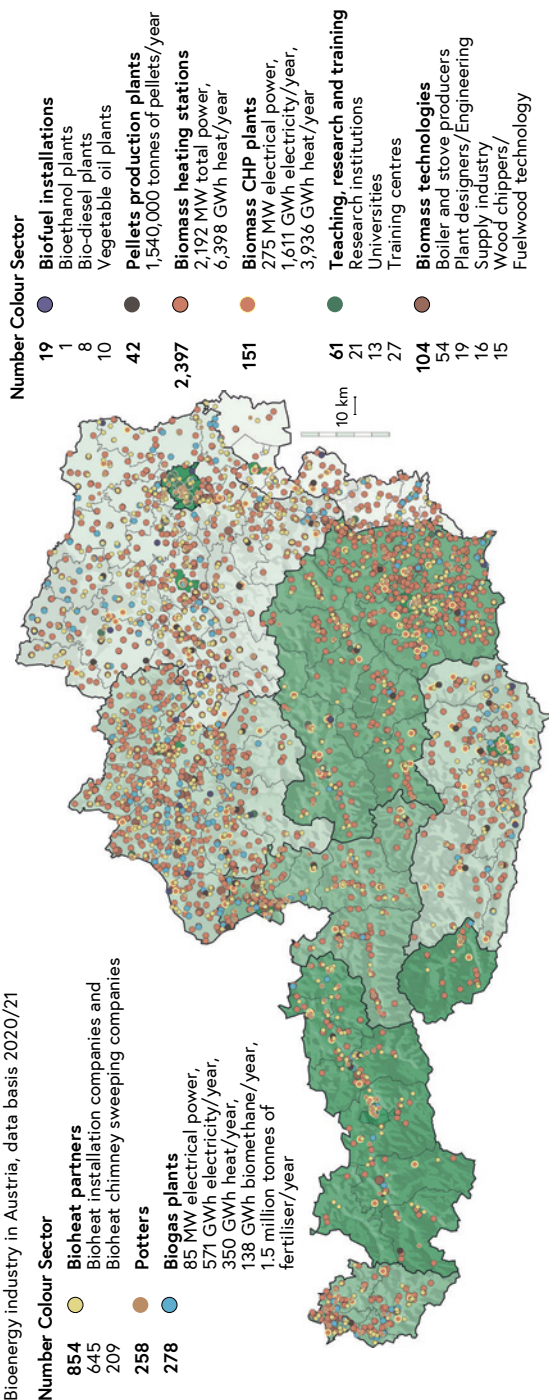 Bioenergy industry in Austria, data basis 2020/21
Number Colour Sector
854 Bioheat partners
645 Bioheat installation companies and
209 Bioheat chimney sweeping companies
258 Potters
278 Biogas plants
85 MW electrical power,
571 GWh electricity/year,
350 GWh heat/year,
138 GWh biomethane/year,
1.5 million tonnes of
fertiliser/year
10 km
Number Colour Sector
19 Biofuel installations
1 Bioethanol plants
8 Bio-diesel plants
10 Vegetable oil plants
42 Pellets production plants
1,540,000 tonnes of pellets/year
2,397 Biomass heating stations
2,192 MW total power,
6,398 GWh heat/year
151 Biomass CHP plants
275 MW electrical power,
1,611 GWh electricity/year,
3,936 GWh heat/year
61 Teaching, research and training
21 Research institutions
13 Universities
27 Training centres
104 Biomass technologies
54 Boiler and stove producers
19 Plant designers/Engineering
16 Supply industry
15 Wood chippers/
Fuelwood technology